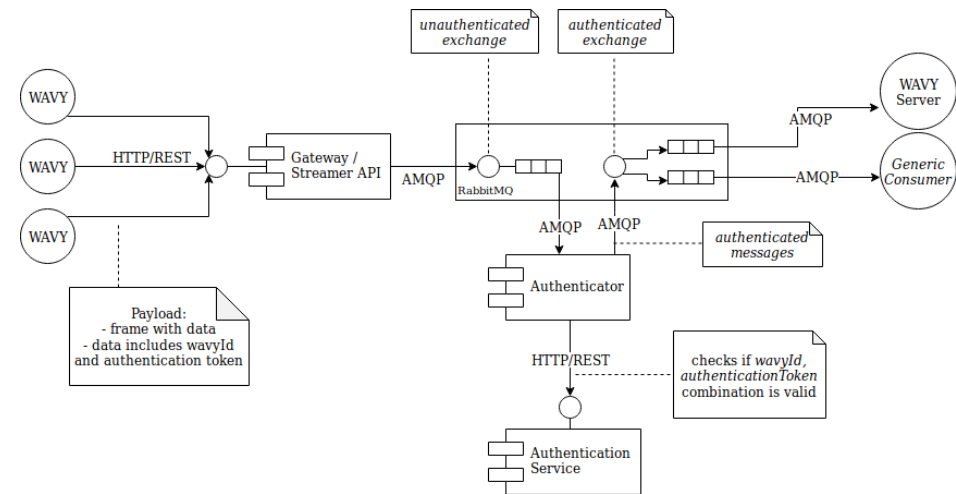 unauthenticated
exchange
authenticated
exchange
WAVY
WAVY
Server
AMQP
WAVY
HTTP/REST
Gateway /
Streamer API
AMQP
RabbitMQ
AMQP
Generic
Consumer
WAVY
AMQP
AMQP
authenticated
messages
Authenticator
Payload:
- frame with data
- data includes wavyId
and authentication token
HTTP/REST
checks if wavyId,
authenticationToken
combination is valid
Authentication
Service